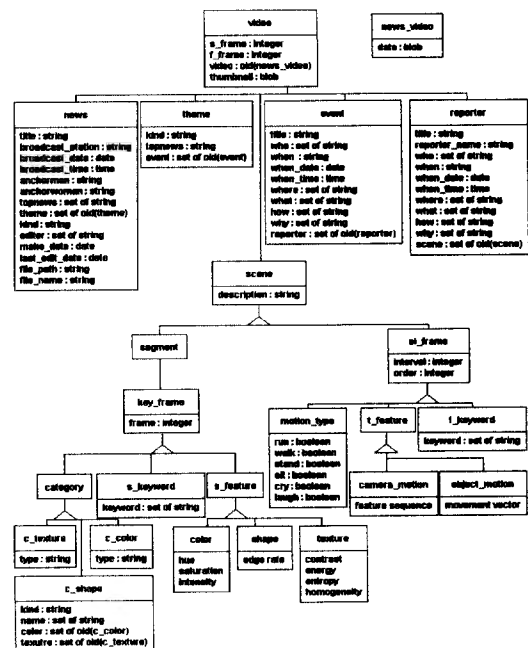 video
s_frame : integer
f_frame : integer
video : oid(news_video)
thumbnail : blob
news_video
data : blob
news
title : string
broadcast_station : string
broadcast_date : date
broadcast_time : time
anchorman : string
anchorwoman : string
topnews : set of string
theme : set of oid(theme)
kind : string
editor : set of string
make_date : date
last_edit_date : date
file_path : string
file_name : string
theme
kind : string
topnews : string
event : set of oid(event)
event
title : string
who : set of string
when : string
when_date : date
when_time : time
where : set of string
what : set of string
how : set of string
why : set of string
reporter : set of oid(reporter)
reporter
title : string
reporter_name : string
who : set of string
when : string
when_date : date
when_time : time
where : set of string
what : set of string
how : set of string
why : set of string
scene : set of oid(scene)
scene
description : string
segment
el_frame
interval : integer
order : integer
key_frame
frame : integer
motion_type
run : boolean
walk : boolean
stand : boolean
sit : boolean
cry : boolean
laugh : boolean
t_feature
t_keyword
keyword : set of string
camera_motion
feature sequence
object_motion
movement vector
category
s_keyword
keyword : set of string
s_feature
c_texture
type : string
c_color
type : string
color
hue
saturation
intensity
shape
edge rate
texture
contrast
energy
entropy
homogeneity
c_shape
kind : string
name : set of string
color : set of oid(c_color)
texutre : set of oid(c_texture)